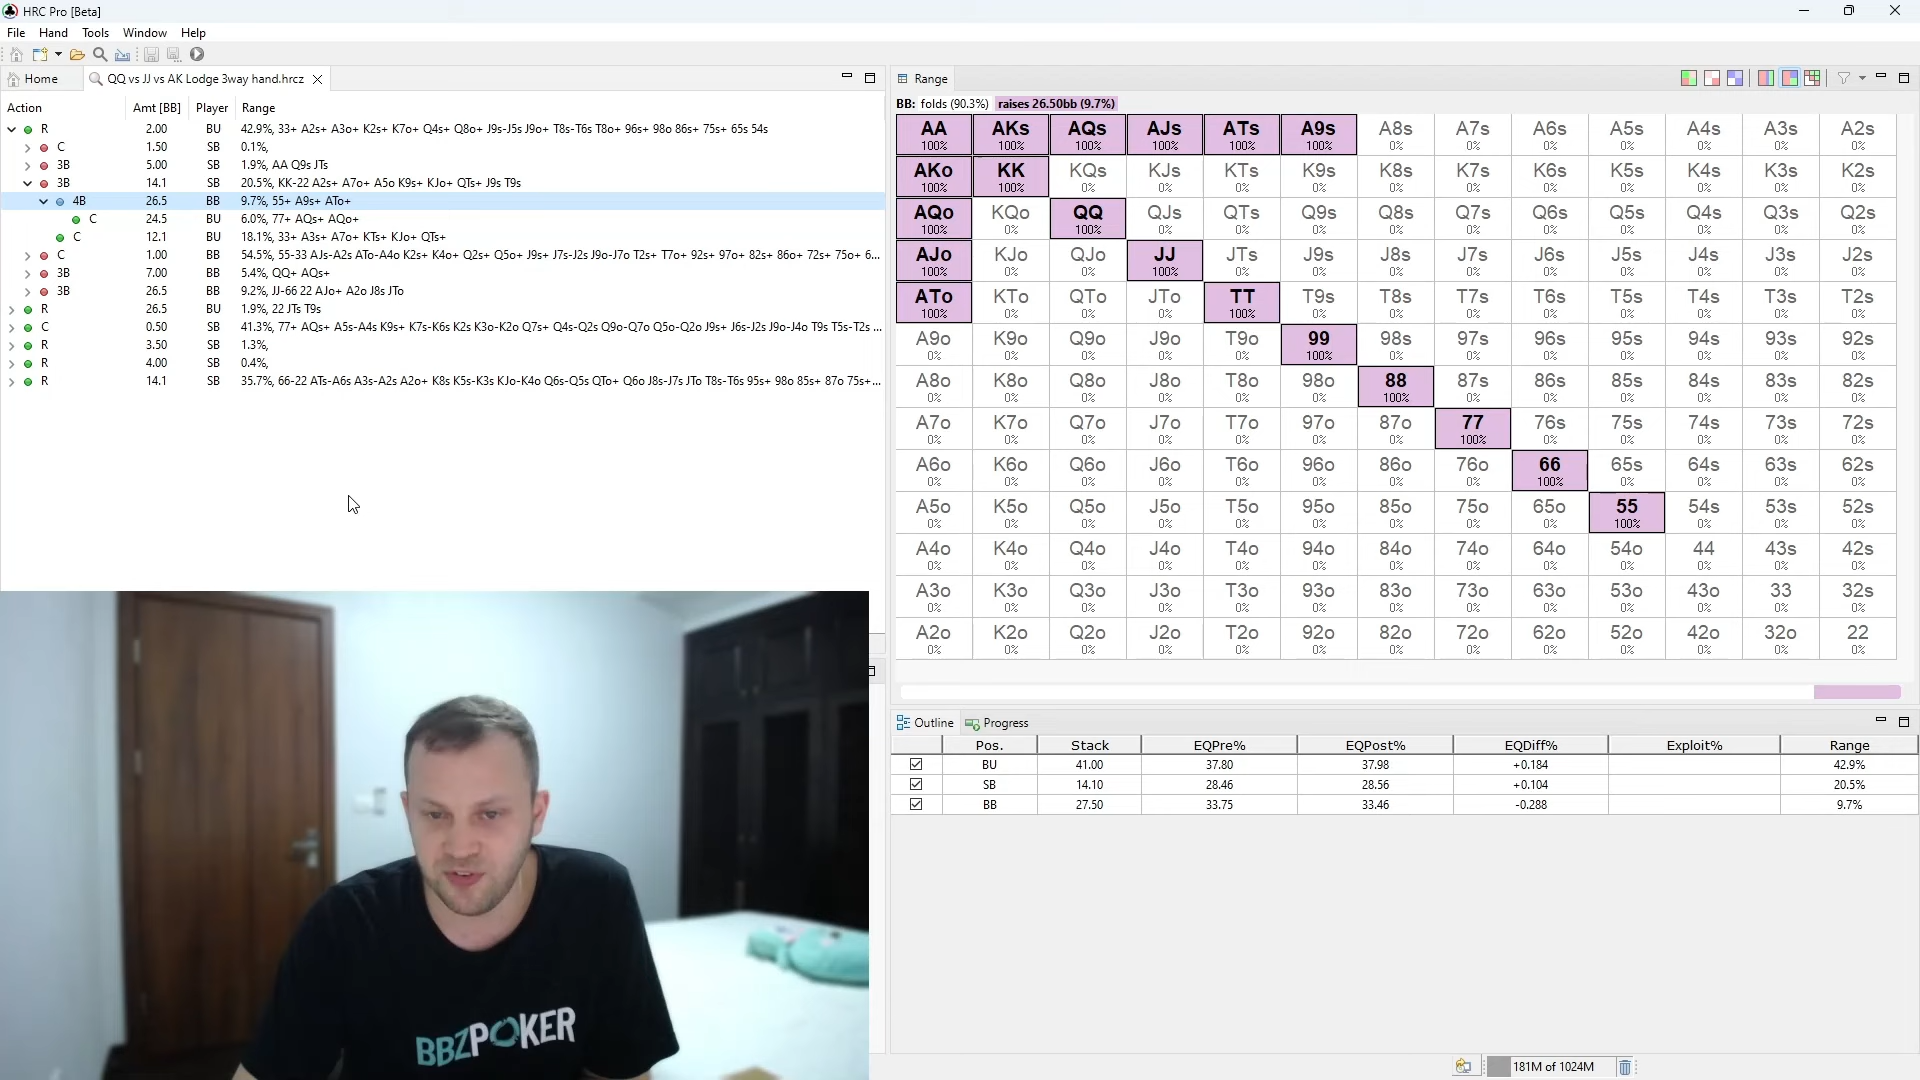 HRC Pro [Beta]
File Hand Tools Window Help
Home QQ vs JJ vs AK Lodge 3way hand.hrcz
Action Amt [BB] Player Range
R 2.00 BU 42.9%, 33+ A2s+ A3o+ K2s+ K7o+ Q4s+ Q8o+ J9s-J5s J9o+ T8s-T6s T8o+ 96s+ 98o 86s+ 75s+ 65s 54s
C 1.50 SB 0.1%,
3B 5.00 SB 1.9%, AA Q9s JTs
3B 14.1 SB 20.5%, KK-22 A2s+ A7o+ A5o K9s+ KJo+ QTs+ J9s T9s
4B 26.5 BB 9.7%, 55+ A9s+ ATo+
C 24.5 BU 6.0%, 77+ AQs+ AQo+
C 12.1 BU 18.1%, 33+ A3s+ A7o+ KTs+ KJo+ QTs+
C 1.00 BB 54.5%, 55-33 AJs-A2s ATo-A4o K2s+ K4o+ Q2s+ Q5o+ J9s+ J7s-J2s J9o-J7o T2s+ T7o+ 92s+ 97o+ 82s+ 86o+ 72s+ 75o+ 6...
3B 7.00 BB 5.4%, QQ+ AQs+
3B 26.5 BB 9.2%, JJ-66 22 AJo+ A2o J8s JTo
R 26.5 BU 1.9%, 22 JTs T9s
C 0.50 SB 41.3%, 77+ AQs+ A5s-A4s K9s+ K7s-K6s K2s K3o-K2o Q7s+ Q4s-Q2s Q9o-Q7o Q5o-Q2o J9s+ J6s-J2s J9o-J4o T9s T5s-T2s ...
R 3.50 SB 1.3%,
R 4.00 SB 0.4%,
R 14.1 SB 35.7%, 66-22 ATs-A6s A3s-A2s A2o+ K8s K5s-K3s KJo-K4o Q6s-Q5s QTo+ Q6o J8s-J7s JTo T8s-T6s 95s+ 98o 85s+ 87o 75s+...
Range
BB: folds (90.3%) raises 26.50bb (9.7%)
AA AKs AQs AJs ATs A9s A8s A7s A6s A5s A4s A3s A2s
100% 100% 100% 100% 100% 100% 0% 0% 0% 0% 0% 0% 0%
AKo KK KQs KJs KTs K9s K8s K7s K6s K5s K4s K3s K2s
100% 100% 0% 0% 0% 0% 0% 0% 0% 0% 0% 0% 0%
AQo KQo QQ QJs QTs Q9s Q8s Q7s Q6s Q5s Q4s Q3s Q2s
100% 0% 100% 0% 0% 0% 0% 0% 0% 0% 0% 0% 0%
AJo KJo QJo JJ JTs J9s J8s J7s J6s J5s J4s J3s J2s
100% 0% 0% 100% 0% 0% 0% 0% 0% 0% 0% 0% 0%
ATo KTo QTo JTo TT T9s T8s T7s T6s T5s T4s T3s T2s
100% 0% 0% 0% 100% 0% 0% 0% 0% 0% 0% 0% 0%
A9o K9o Q9o J9o T9o 99 98s 97s 96s 95s 94s 93s 92s
0% 0% 0% 0% 0% 100% 0% 0% 0% 0% 0% 0% 0%
A8o K8o Q8o J8o T8o 98o 88 87s 86s 85s 84s 83s 82s
0% 0% 0% 0% 0% 0% 100% 0% 0% 0% 0% 0% 0%
A7o K7o Q7o J7o T7o 97o 87o 77 76s 75s 74s 73s 72s
0% 0% 0% 0% 0% 0% 0% 100% 0% 0% 0% 0% 0%
A6o K6o Q6o J6o T6o 96o 86o 76o 66 65s 64s 63s 62s
0% 0% 0% 0% 0% 0% 0% 0% 100% 0% 0% 0% 0%
A5o K5o Q5o J5o T5o 95o 85o 75o 65o 55 54s 53s 52s
0% 0% 0% 0% 0% 0% 0% 0% 0% 100% 0% 0% 0%
A4o K4o Q4o J4o T4o 94o 84o 74o 64o 54o 44 43s 42s
0% 0% 0% 0% 0% 0% 0% 0% 0% 0% 0% 0% 0%
A3o K3o Q3o J3o T3o 93o 83o 73o 63o 53o 43o 33 32s
0% 0% 0% 0% 0% 0% 0% 0% 0% 0% 0% 0% 0%
A2o K2o Q2o J2o T2o 92o 82o 72o 62o 52o 42o 32o 22
0% 0% 0% 0% 0% 0% 0% 0% 0% 0% 0% 0% 0%
Outline Progress
Pos. Stack EQPre% EQPost% EQDiff% Exploit% Range
BU 41.00 37.80 37.98 +0.184 42.9%
SB 14.10 28.46 28.56 +0.104 20.5%
BB 27.50 33.75 33.46 -0.288 9.7%
181M of 1024M
BBZPOKER